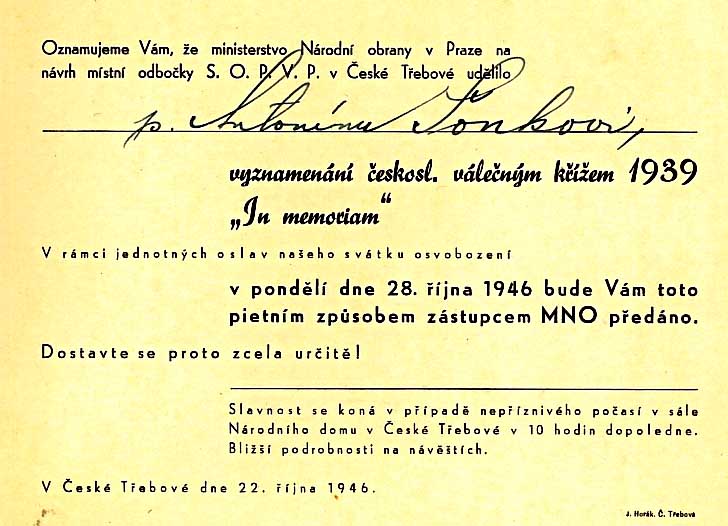 Oznamujeme Vám, že ministerstvo Národní obrany v Praze na
návrh místní odbočky S. O. P. V. P. v České Třebové udělilo
p. Antonínu Šönkovi,
vyznamenání českosl. válečným křížem 1939
„In memoriam“
V rámci jednotných oslav našeho svátku osvobození
v pondělí dne 28. října 1946 bude Vám toto
pietním způsobem zástupcem MNO předáno.
Dostavte se proto zcela určitě!
Slavnost se koná v případě nepříznivého počasí v sále
Národního domu v České Třebové v 10 hodin dopoledne.
Bližší podrobnosti na návěštích.
V České Třebové dne 22. října 1946.
J. Horák, Č. Třebová